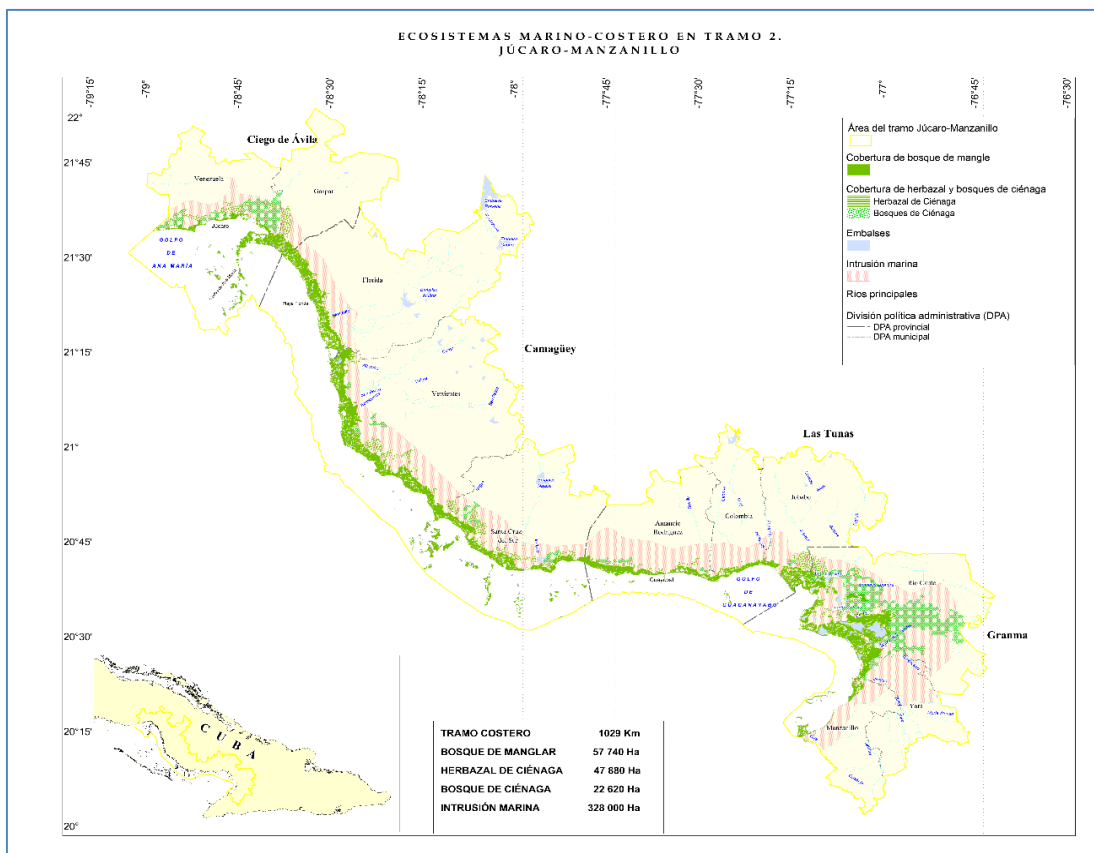 ECOSISTEMAS MARINO-COSTERO EN TRAMO 2.
JÚCARO-MANZANILLO
-79°15'
-79°
-78°45'
-78°30'
-78°15'
-78°
-77°45'
-77°30'
-77°15'
-77°
-76°45'
-76°30'
22°
21°45'
21°30'
21°15'
21°
20°45'
20°30'
20°15'
20°
Área del tramo Júcaro-Manzanillo
Cobertura de bosque de mangle
Cobertura de herbazal y bosques de ciénaga
Herbazal de Ciénaga
Bosques de Ciénaga
Embalses
Intrusión marina
Ríos principales
División política administrativa (DPA)
DPA provincial
DPA municipal
Ciego de Ávila
Venezuela
Júcaro
GOLFO
DE
ANA MARÍA
Florida
Camagüey
Vertientes
Las Tunas
Jobabo
Colombia
Amancio
Rodríguez
Santa Cruz
del Sur
Guayabal
GOLFO
DE
GUACANAYABO
Río Cauto
Granma
Yara
Manzanillo
CUBA
TRAMO COSTERO 1029 Km
BOSQUE DE MANGLAR 57 740 Ha
HERBAZAL DE CIÉNAGA 47 880 Ha
BOSQUE DE CIÉNAGA 22 620 Ha
INTRUSIÓN MARINA 328 000 Ha